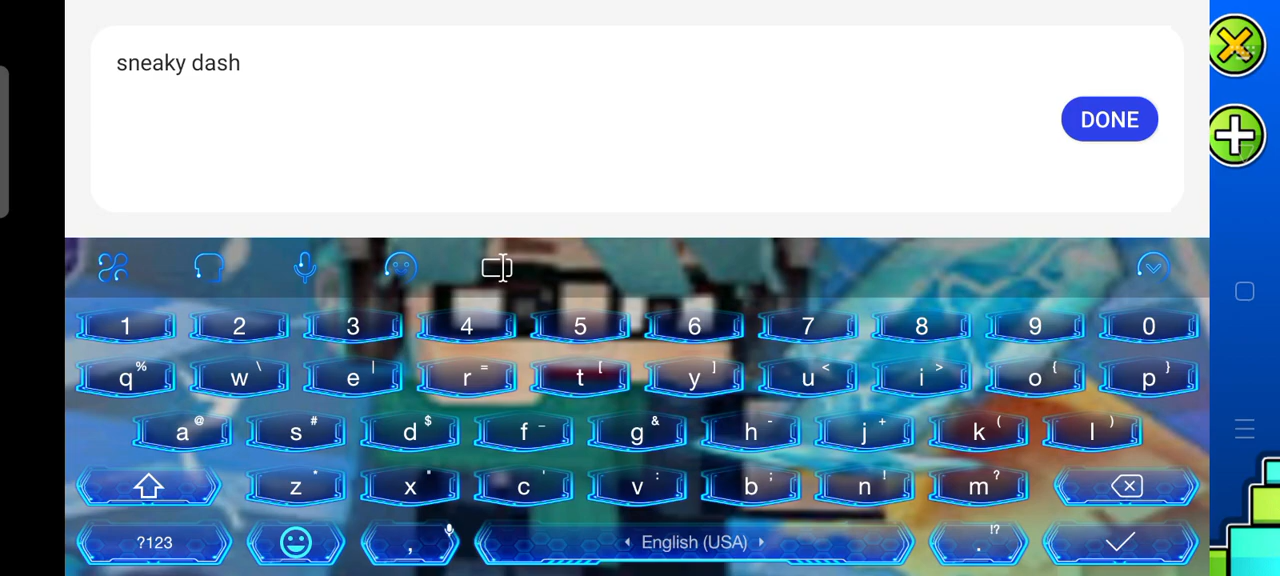 sneaky dash
DONE
1 2 3 4 5 6 7 8 9 0
q % w \ e | r = t [ y ] u < i > o { p }
a @ s # d $ f _ g & h - j + k ( l )
z * x " c ' v : b ; n ! m ?
?123 , English (USA) . !?